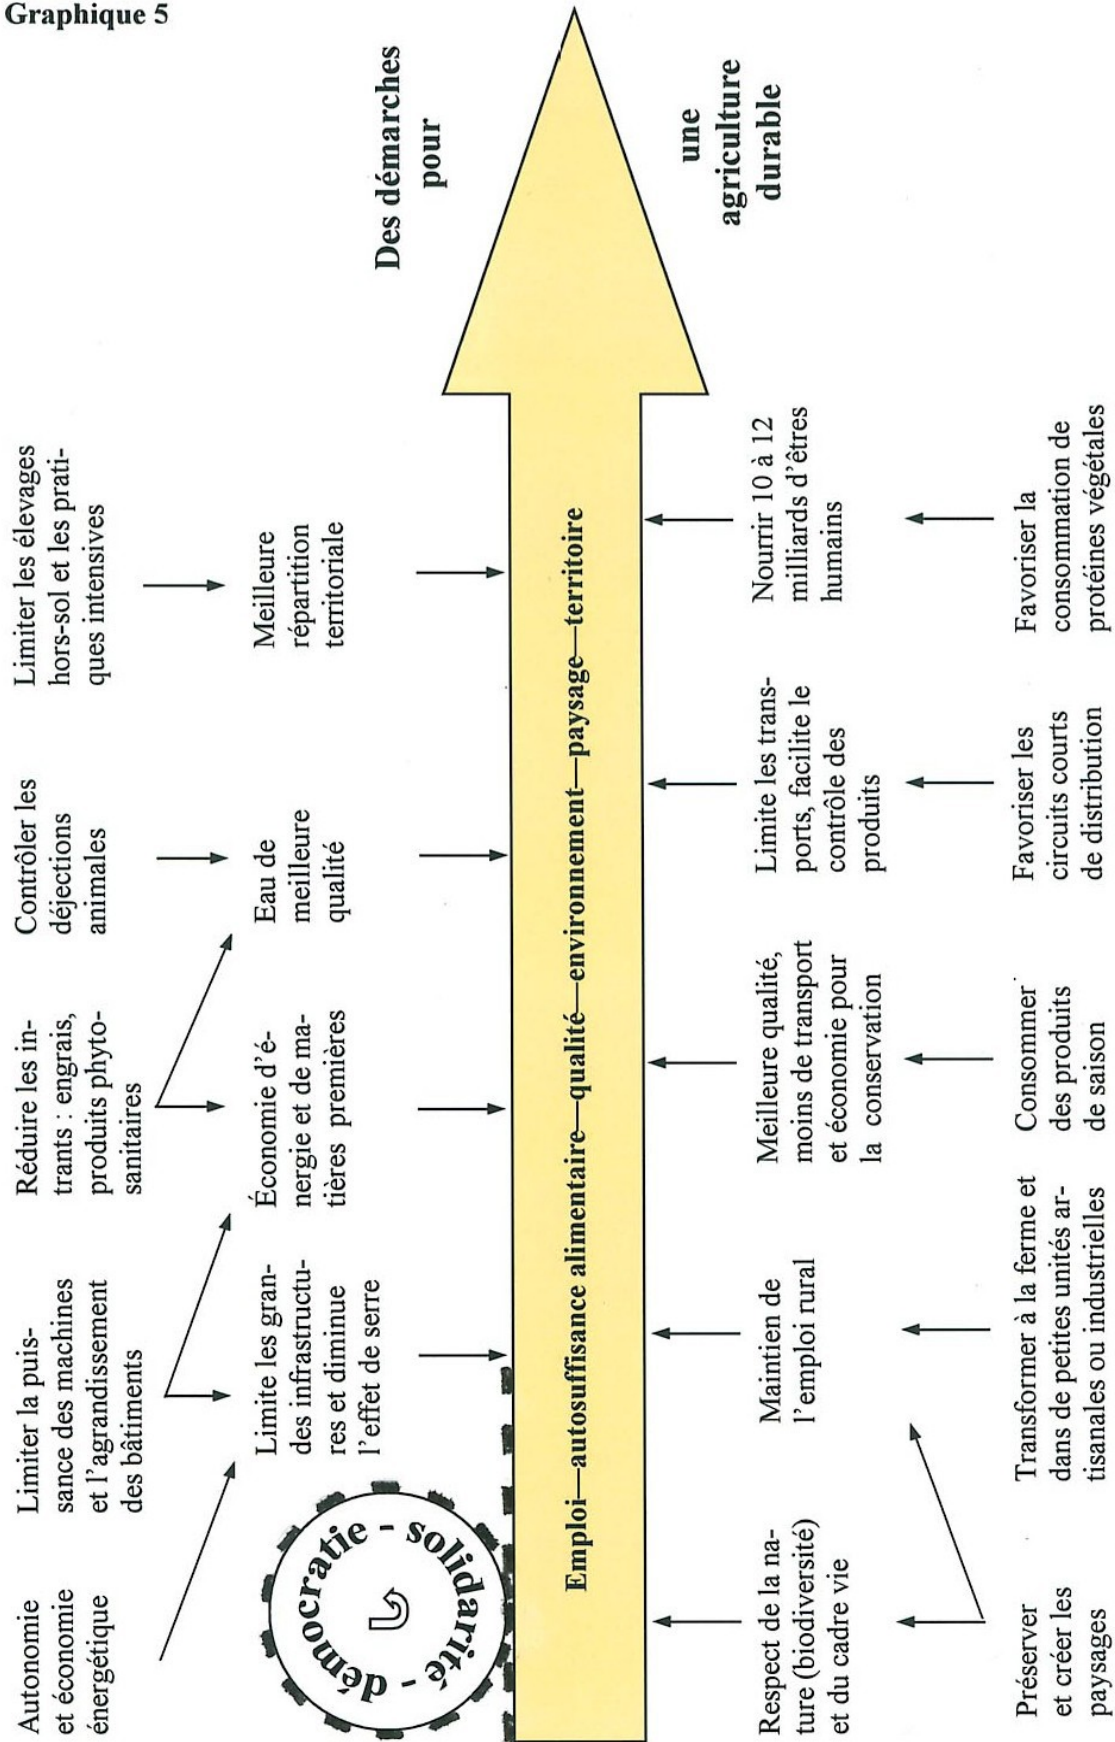 Graphique 5
Autonomie
et économie
énergétique
Limiter la puis-
sance des machines
et l'agrandissement
des bâtiments
Réduire les in-
trants : engrais,
produits phyto-
sanitaires
Contrôler les
déjections
animales
Limiter les élevages
hors-sol et les prati-
ques intensives
Limite les gran-
des infrastructu-
res et diminue
l'effet de serre
Économie d'é-
nergie et de ma-
tières premières
Eau de
meilleure
qualité
Meilleure
répartition
territoriale
Des démarches
pour
démocratie - solidarité -
Emploi—autosuffisance alimentaire—qualité—environnement—paysage—territoire
une
agriculture
durable
Respect de la na-
ture (biodiversité)
et du cadre vie
Maintien de
l'emploi rural
Meilleure qualité,
moins de transport
et économie pour
la conservation
Limite les trans-
ports, facilite le
contrôle des
produits
Nourrir 10 à 12
milliards d'êtres
humains
Préserver
et créer les
paysages
Transformer à la ferme et
dans de petites unités ar-
tisanales ou industrielles
Consommer
des produits
de saison
Favoriser les
circuits courts
de distribution
Favoriser la
consommation de
protéines végétales